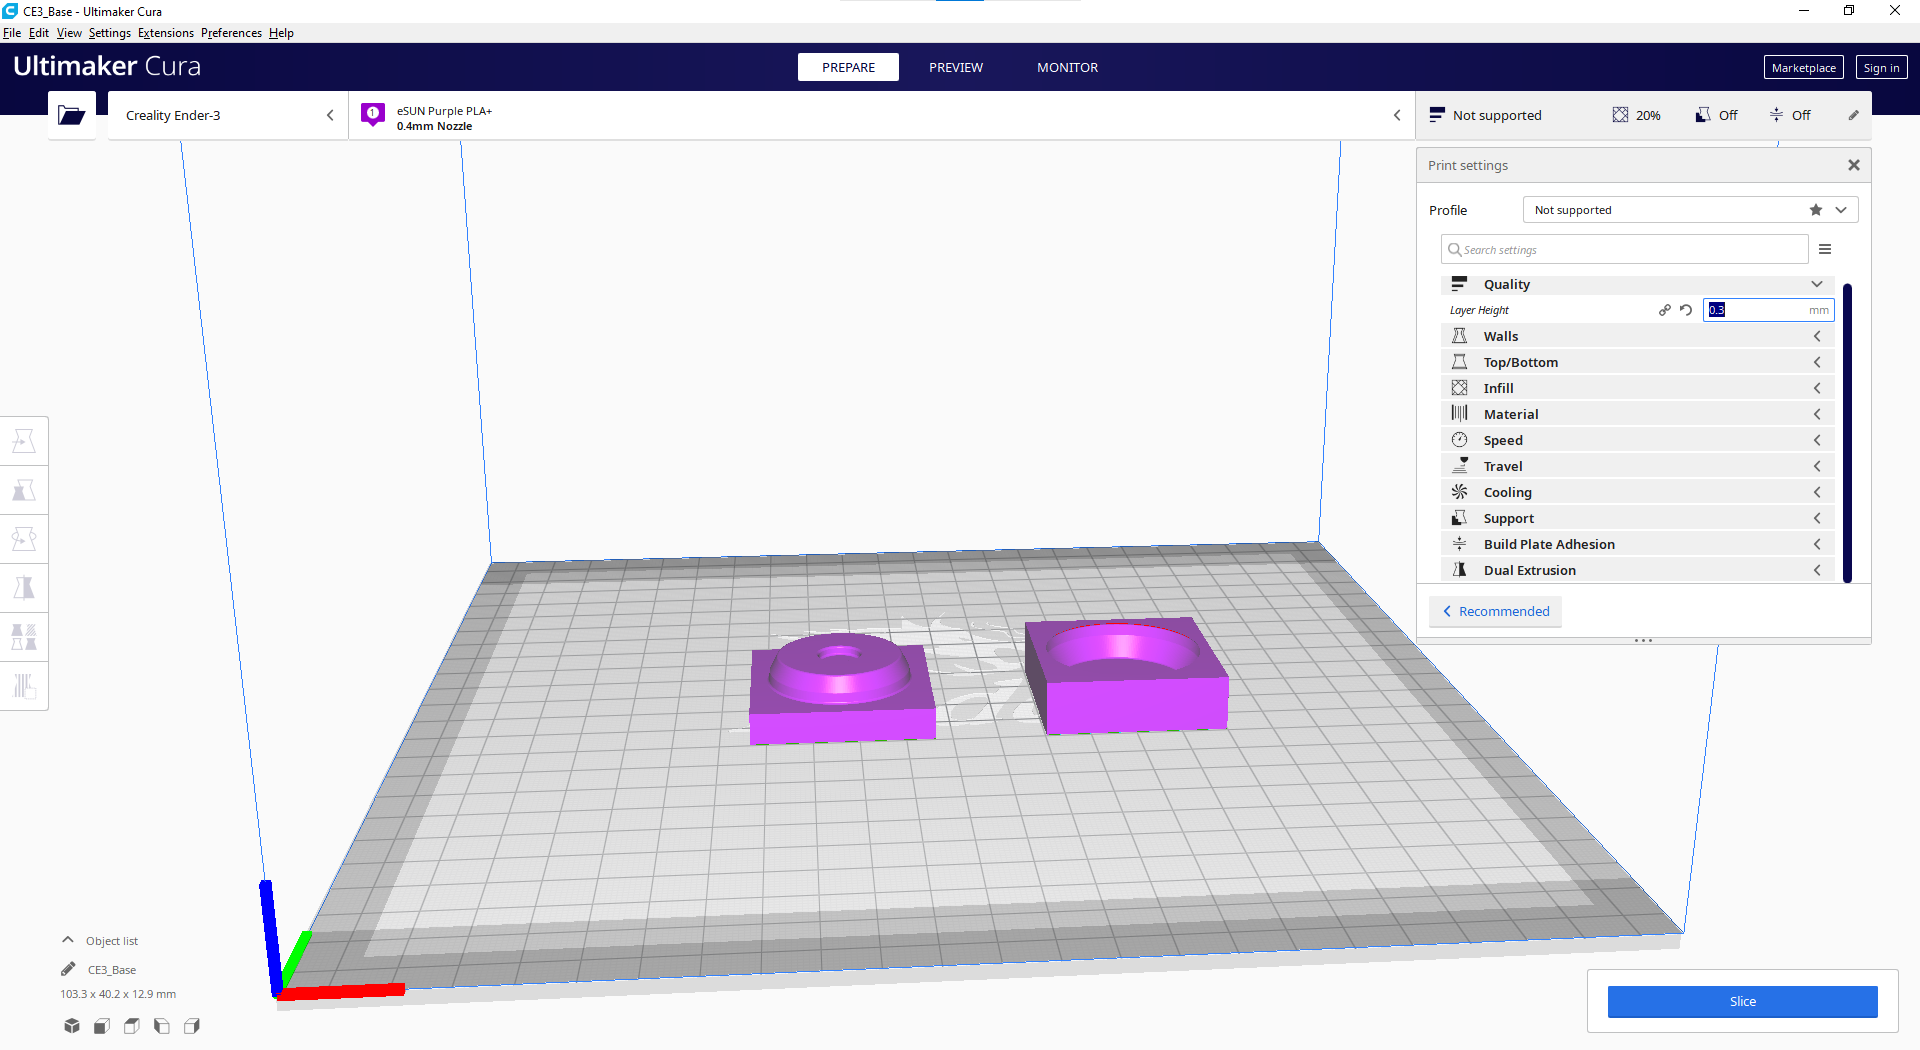 CE3_Base - Ultimaker Cura
File Edit View Settings Extensions Preferences Help
Ultimaker Cura
PREPARE
PREVIEW
MONITOR
Marketplace
Sign in
Creality Ender-3
1
eSUN Purple PLA+
0.4mm Nozzle
Not supported
20%
Off
Off
Print settings
Profile
Not supported
Search settings
Quality
Layer Height
0.3
mm
Walls
Top/Bottom
Infill
Material
Speed
Travel
Cooling
Support
Build Plate Adhesion
Dual Extrusion
Recommended
Object list
CE3_Base
103.3 x 40.2 x 12.9 mm
Slice